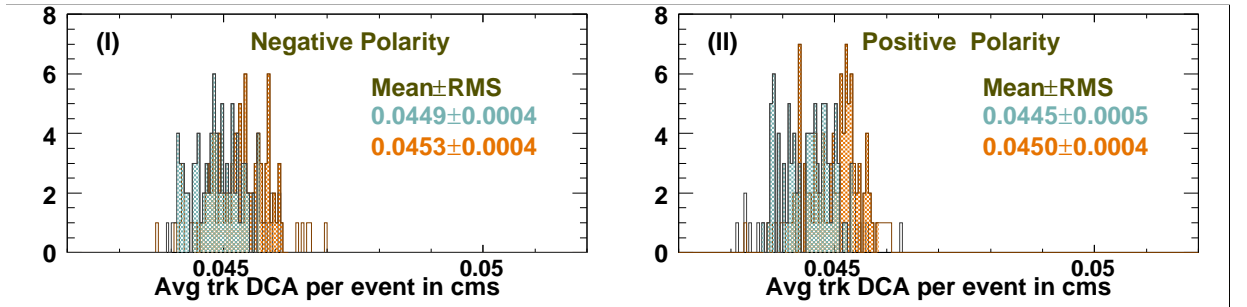 8
6
4
2
0
(I)
Negative Polarity
Mean±RMS
0.0449±0.0004
0.0453±0.0004
0.045
0.05
Avg trk DCA per event in cms
8
6
4
2
0
(II)
Positive Polarity
Mean±RMS
0.0445±0.0005
0.0450±0.0004
0.045
0.05
Avg trk DCA per event in cms